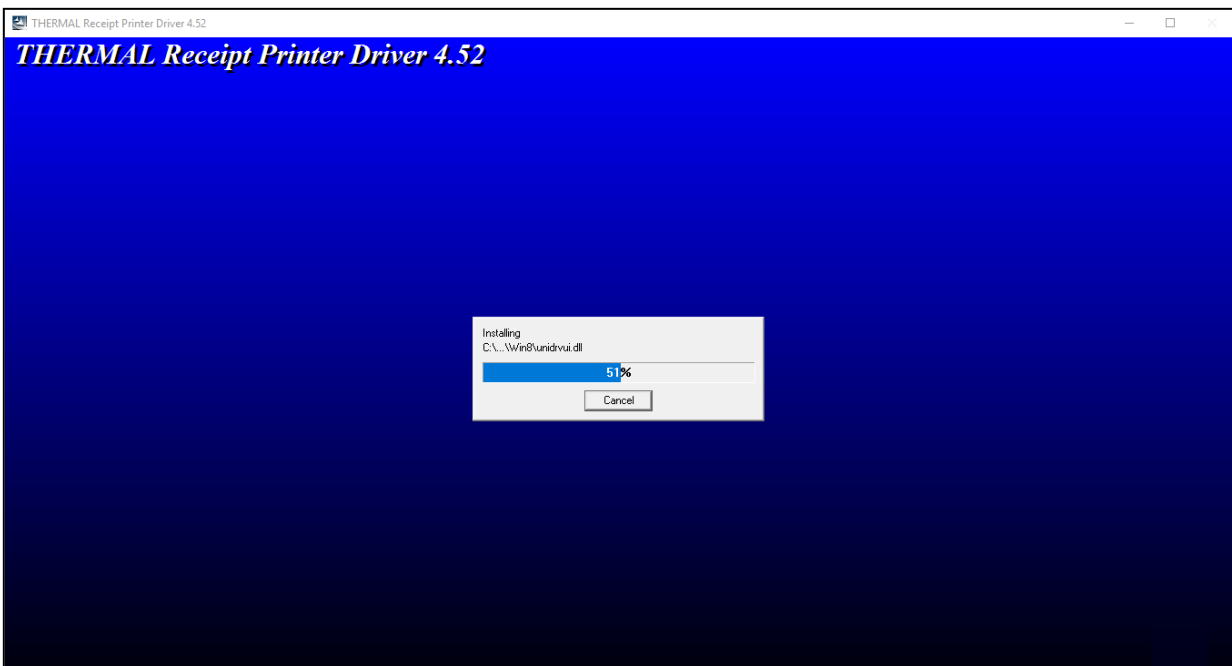 THERMAL Receipt Printer Driver 4.52
THERMAL Receipt Printer Driver 4.52
Installing
C:\...\Win8\unidrvui.dll
51%
Cancel